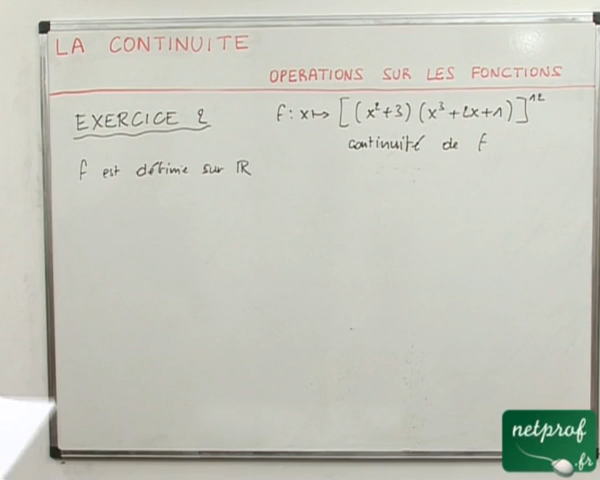 LA CONTINUITE
OPERATIONS SUR LES FONCTIONS
EXERCICE 2
f: x ↦ [(x²+3)(x³+2x+1)]¹²
continuité de f
f est définie sur ℝ
netprof
.fr